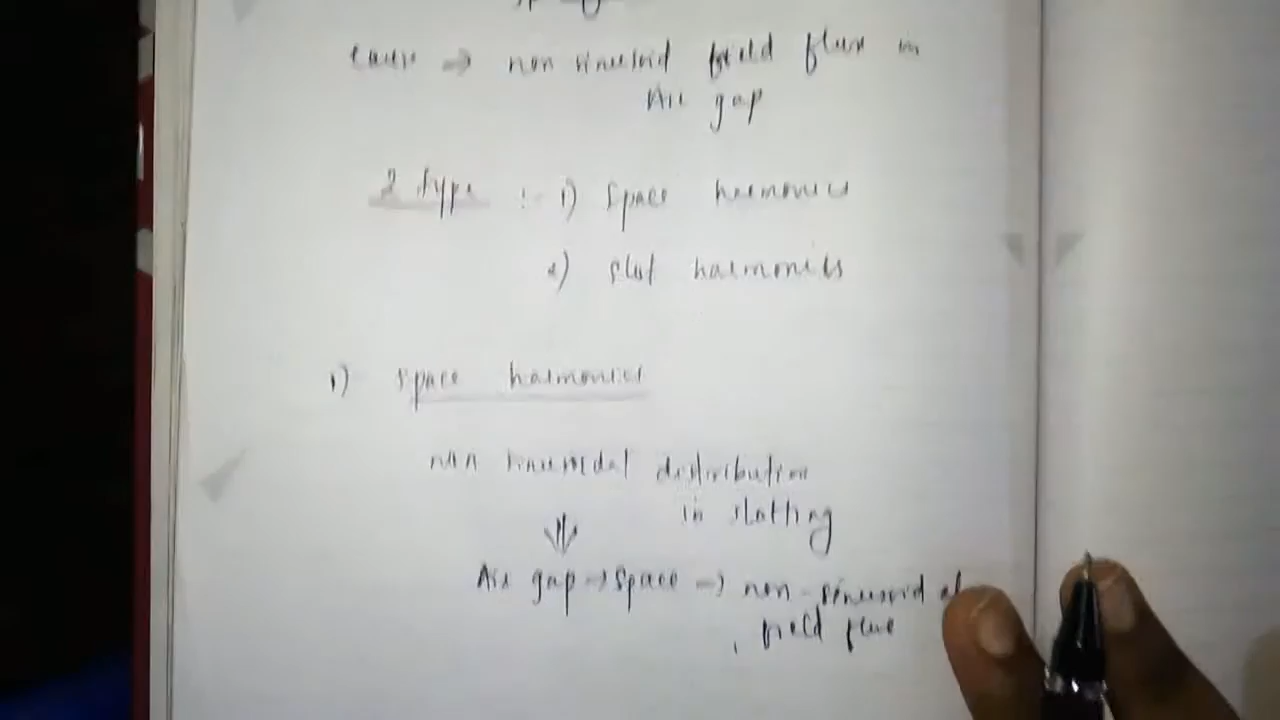 cause → non sinusoid field flux in
Air gap
2 type :- 1) space harmonics
2) slot harmonics
1) space harmonics
non sinusoidal distribution
in slotting
⇓
Air gap → space → non-sinusoidal
field flux